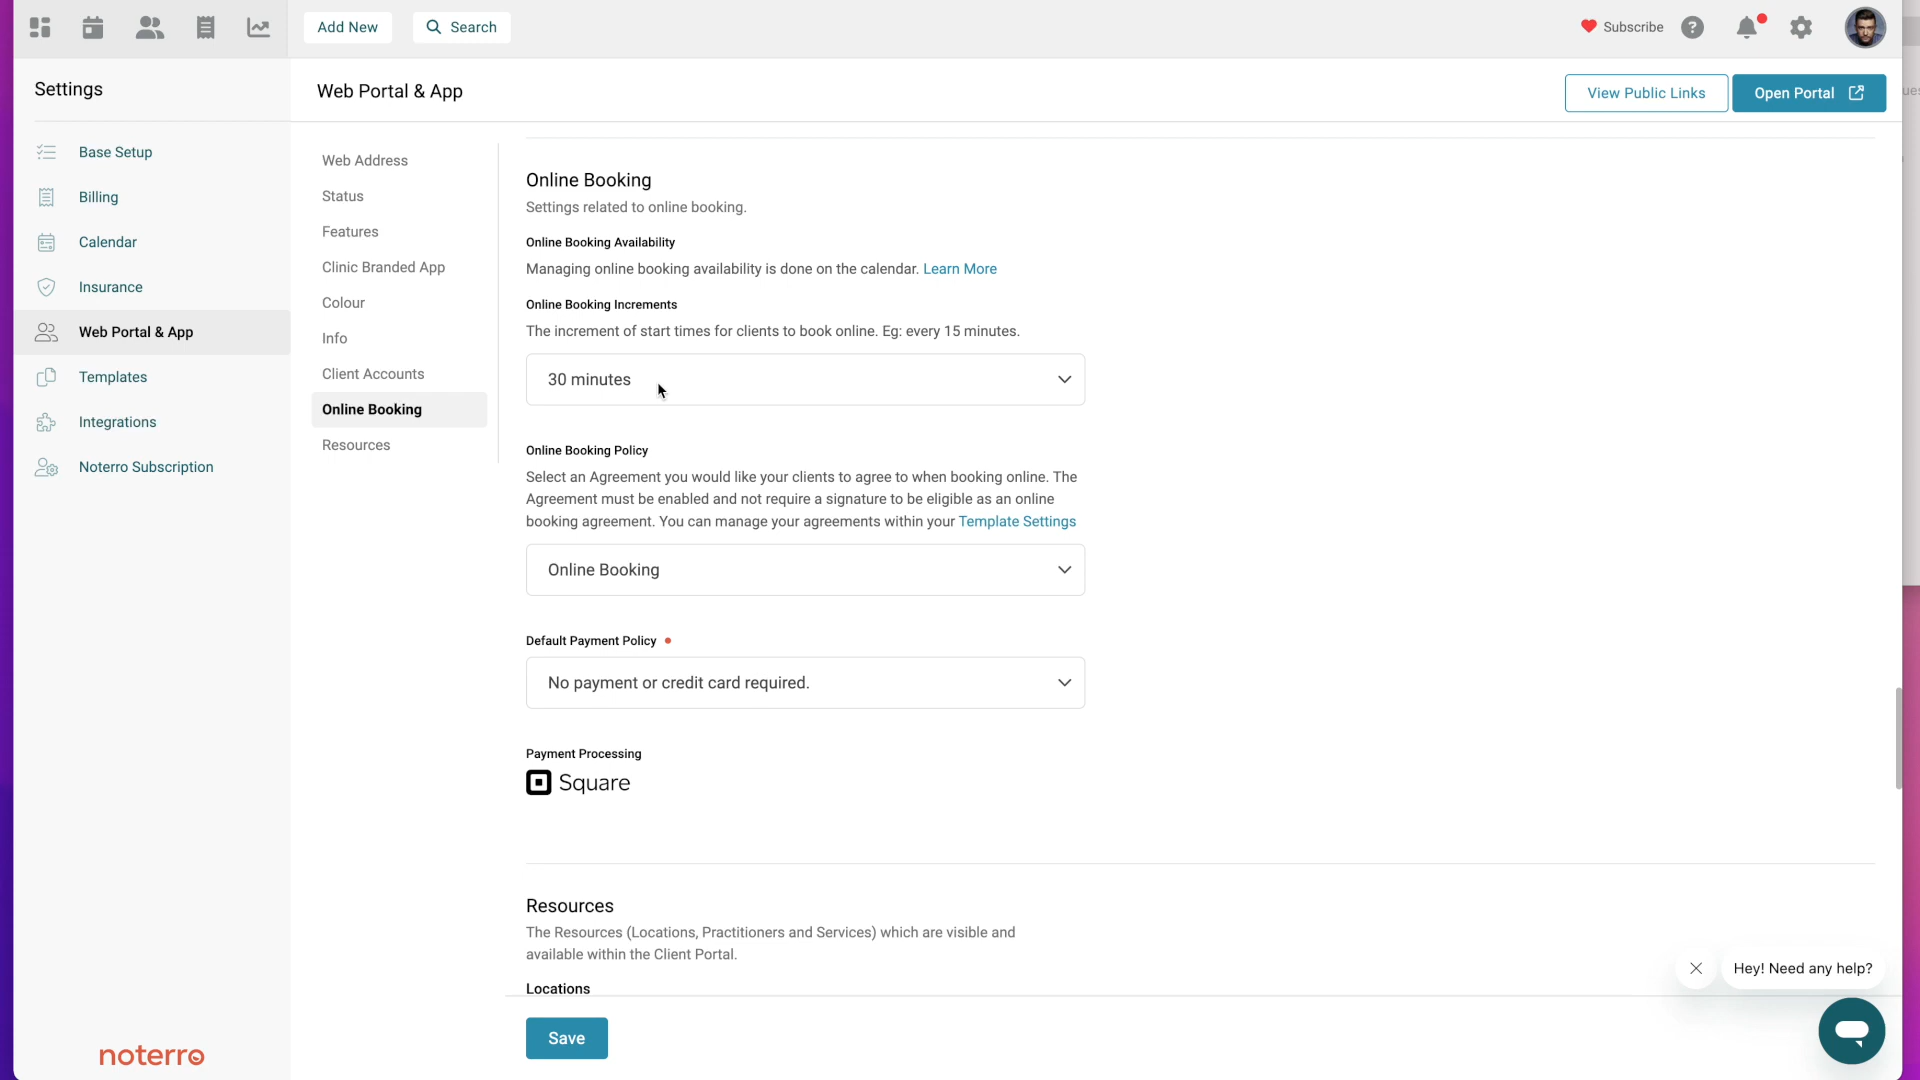 Add New
Search
Subscribe
Settings
Web Portal & App
View Public Links
Open Portal
Base Setup
Billing
Calendar
Insurance
Web Portal & App
Templates
Integrations
Noterro Subscription
noterro
Web Address
Status
Features
Clinic Branded App
Colour
Info
Client Accounts
Online Booking
Resources
Online Booking
Settings related to online booking.
Online Booking Availability
Managing online booking availability is done on the calendar. Learn More
Online Booking Increments
The increment of start times for clients to book online. Eg: every 15 minutes.
30 minutes
Online Booking Policy
Select an Agreement you would like your clients to agree to when booking online. The
Agreement must be enabled and not require a signature to be eligible as an online
booking agreement. You can manage your agreements within your Template Settings
Online Booking
Default Payment Policy
No payment or credit card required.
Payment Processing
Square
Resources
The Resources (Locations, Practitioners and Services) which are visible and
available within the Client Portal.
Locations
Save
Hey! Need any help?